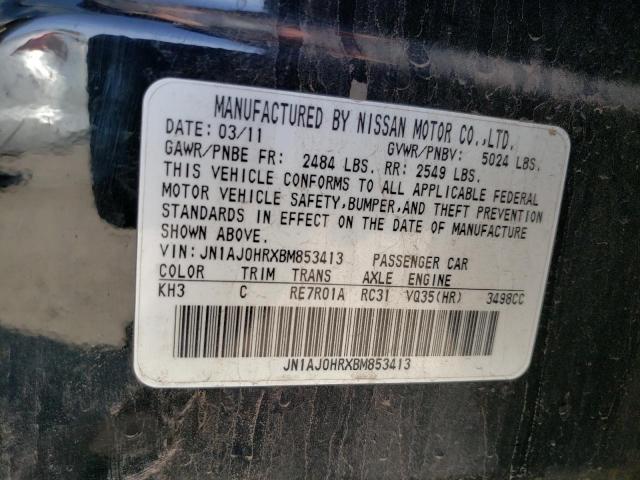 MANUFACTURED BY NISSAN MOTOR CO.,LTD.
DATE: 03/11 GVWR/PNBV: 5024 LBS.
GAWR/PNBE FR: 2484 LBS. RR: 2549 LBS.
THIS VEHICLE CONFORMS TO ALL APPLICABLE FEDERAL
MOTOR VEHICLE SAFETY,BUMPER,AND THEFT PREVENTION
STANDARDS IN EFFECT ON THE DATE OF MANUFACTURE
SHOWN ABOVE.
VIN: JN1AJ0HRXBM853413 PASSENGER CAR
COLOR TRIM TRANS AXLE ENGINE
KH3 C RE7R01A RC31 VQ35(HR) 3498CC
JN1AJ0HRXBM853413